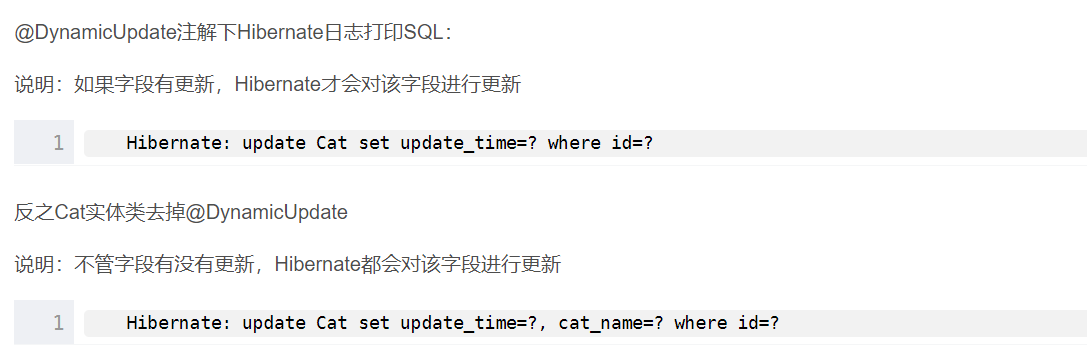 @DynamicUpdate注解下Hibernate日志打印SQL：
说明：如果字段有更新，Hibernate才会对该字段进行更新
1 Hibernate: update Cat set update_time=? where id=?
反之Cat实体类去掉@DynamicUpdate
说明：不管字段有没有更新，Hibernate都会对该字段进行更新
1 Hibernate: update Cat set update_time=?, cat_name=? where id=?